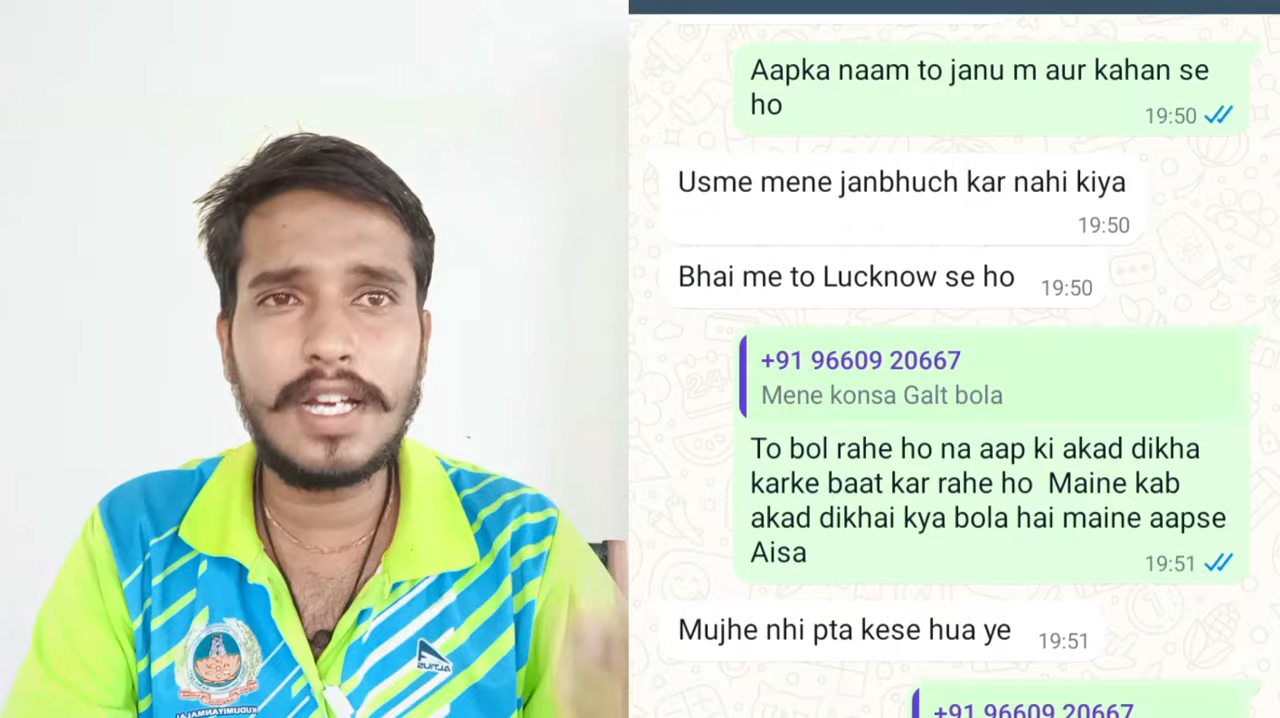 Aapka naam to janu m aur kahan se
ho
19:50
Usme mene janbhuch kar nahi kiya
19:50
Bhai me to Lucknow se ho 19:50
+91 96609 20667
Mene konsa Galt bola
To bol rahe ho na aap ki akad dikha
karke baat kar rahe ho Maine kab
akad dikhai kya bola hai maine aapse
Aisa
19:51
Mujhe nhi pta kese hua ye 19:51
+91 96609 20667
ALTIUS
KUDUMIYANMALAI